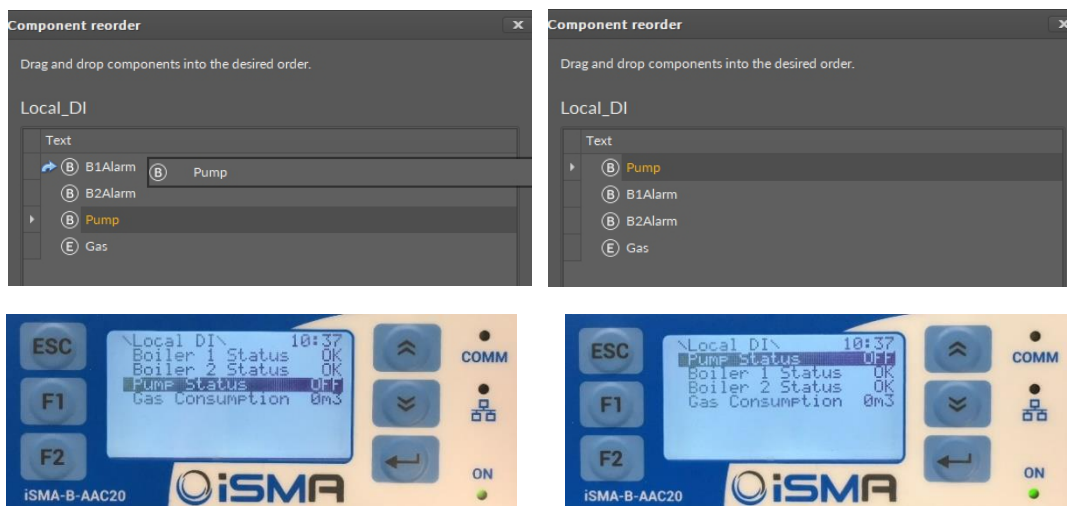 Component reorder x
Drag and drop components into the desired order.
Local_DI
Text
B B1Alarm
B Pump
B B2Alarm
B Pump
E Gas
Component reorder x
Drag and drop components into the desired order.
Local_DI
Text
B Pump
B B1Alarm
B B2Alarm
E Gas
ESC
F1
F2
\Local DI\ 10:37
Boiler 1 Status OK
Boiler 2 Status OK
Pump Status OFF
Gas Consumption 0m3
COMM
ON
iSMA-B-AAC20
iSMA
ESC
F1
F2
\Local DI\ 10:37
Pump Status OFF
Boiler 1 Status OK
Boiler 2 Status OK
Gas Consumption 0m3
COMM
ON
iSMA-B-AAC20
iSMA